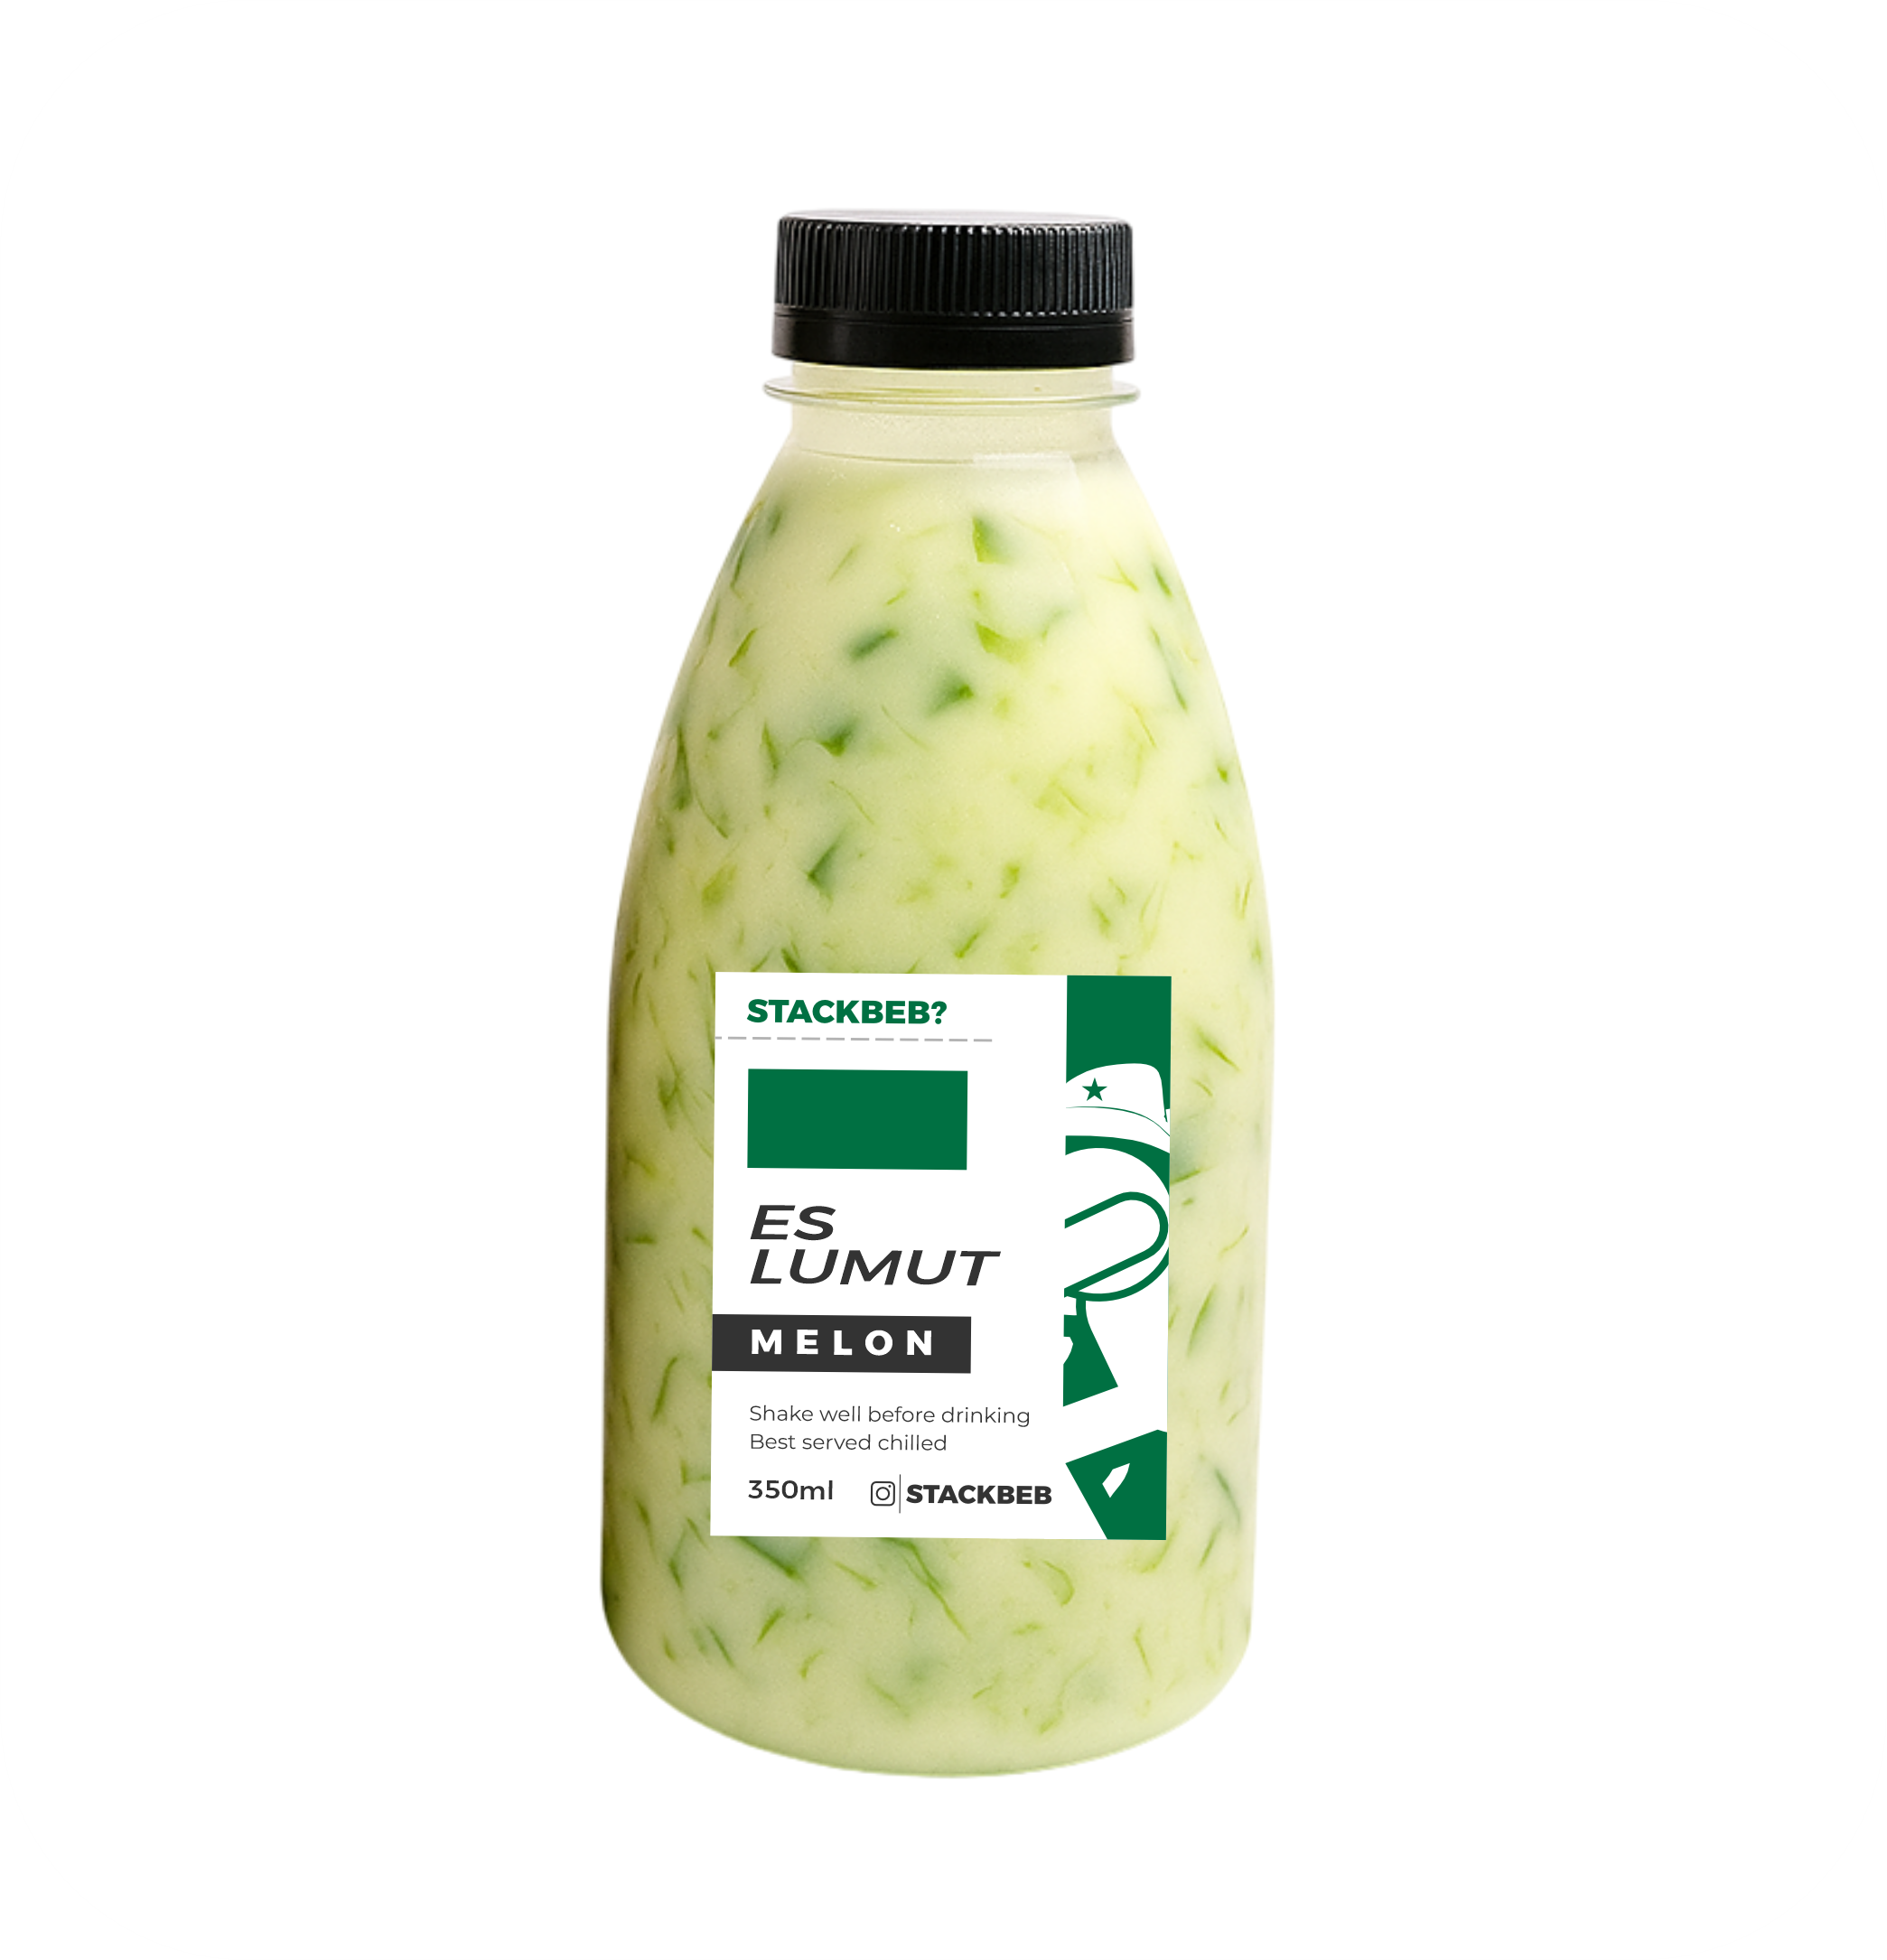 STACKBEB?
ES
LUMUT
MELON
Shake well before drinking
Best served chilled
350ml
STACKBEB